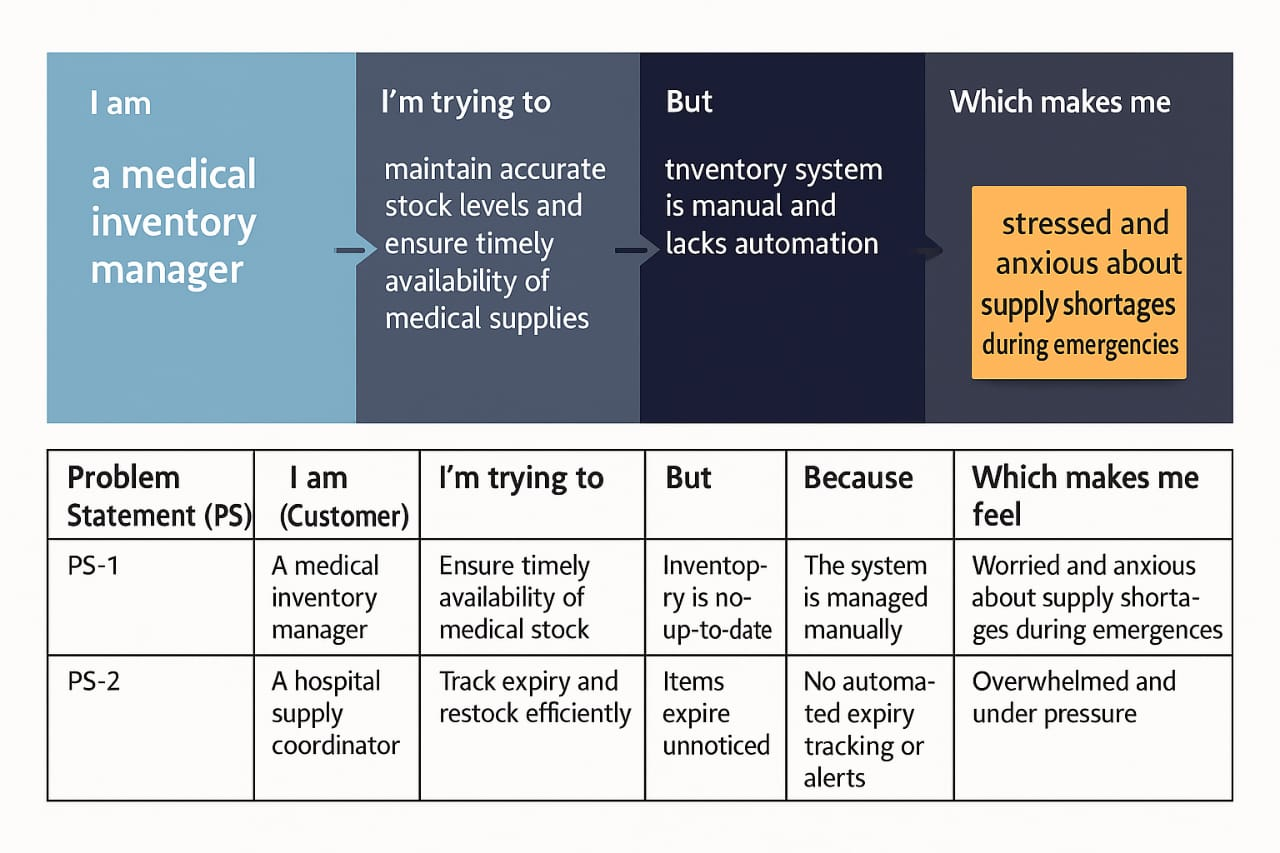 I am
a medical
inventory
manager
I'm trying to
maintain accurate
stock levels and
ensure timely
availability of
medical supplies
But
tnventory system
is manual and
lacks automation
Which makes me
stressed and
anxious about
supply shortages
during emergencies
Problem
Statement (PS)
I am
(Customer)
I'm trying to
But
Because
Which makes me
feel
PS-1
A medical
inventory
manager
Ensure timely
availability of
medical stock
Inventop-
ry is no-
up-to-date
The system
is managed
manually
Worried and anxious
about supply shorta-
ges during emergences
PS-2
A hospital
supply
coordinator
Track expiry and
restock efficiently
Items
expire
unnoticed
No automa-
ted expiry
tracking or
alerts
Overwhelmed and
under pressure